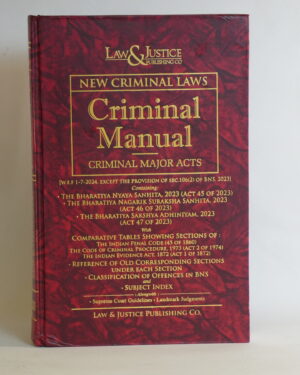 LAW & JUSTICE
PUBLISHING CO
NEW CRIMINAL LAWS
Criminal
Manual
CRIMINAL MAJOR ACTS
[W.E.F 1-7-2024, EXCEPT THE PROVISION OF SEC.106(2) OF BNS, 2023]
Containing:
• THE BHARATIYA NYAYA SANHITA, 2023 (ACT 45 OF 2023)
• THE BHARATIYA NAGARIK SURAKSHA SANHITA, 2023
(ACT 46 OF 2023)
• THE BHARATIYA SAKSHYA ADHINIYAM, 2023
(ACT 47 OF 2023)
With
COMPARATIVE TABLES SHOWING SECTIONS OF :
THE INDIAN PENAL CODE (45 OF 1860)
THE CODE OF CRIMINAL PROCEDURE, 1973 (ACT 2 OF 1974)
THE INDIAN EVIDENCE ACT, 1872 (ACT 1 OF 1872)
• REFERENCE OF OLD CORRESPONDING SECTIONS
UNDER EACH SECTION
• CLASSIFICATION OF OFFENCES IN BNS
and
• SUBJECT INDEX
Alongwith
• Supreme Court Guidelines • Landmark Judgments
LAW & JUSTICE PUBLISHING CO.